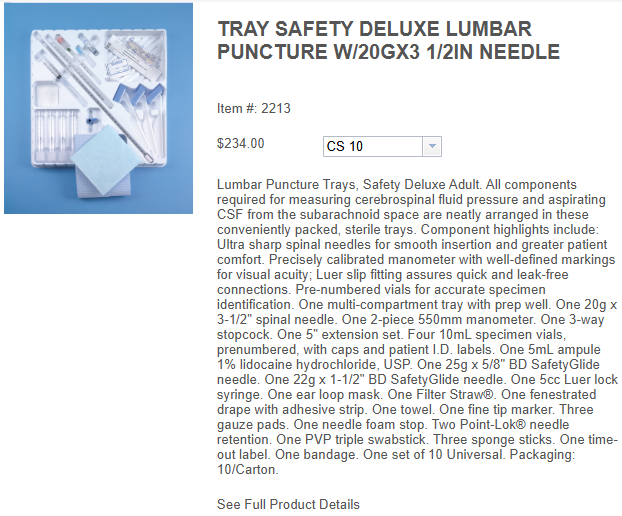 TRAY SAFETY DELUXE LUMBAR
PUNCTURE W/20GX3 1/2IN NEEDLE
Item #: 2213
$234.00 CS 10
Lumbar Puncture Trays, Safety Deluxe Adult. All components
required for measuring cerebrospinal fluid pressure and aspirating
CSF from the subarachnoid space are neatly arranged in these
conveniently packed, sterile trays. Component highlights include:
Ultra sharp spinal needles for smooth insertion and greater patient
comfort. Precisely calibrated manometer with well-defined markings
for visual acuity; Luer slip fitting assures quick and leak-free
connections. Pre-numbered vials for accurate specimen
identification. One multi-compartment tray with prep well. One 20g x
3-1/2" spinal needle. One 2-piece 550mm manometer. One 3-way
stopcock. One 5" extension set. Four 10mL specimen vials,
prenumbered, with caps and patient I.D. labels. One 5mL ampule
1% lidocaine hydrochloride, USP. One 25g x 5/8" BD SafetyGlide
needle. One 22g x 1-1/2" BD SafetyGlide needle. One 5cc Luer lock
syringe. One ear loop mask. One Filter Straw®. One fenestrated
drape with adhesive strip. One towel. One fine tip marker. Three
gauze pads. One needle foam stop. Two Point-Lok® needle
retention. One PVP triple swabstick. Three sponge sticks. One time-
out label. One bandage. One set of 10 Universal. Packaging:
10/Carton.
See Full Product Details